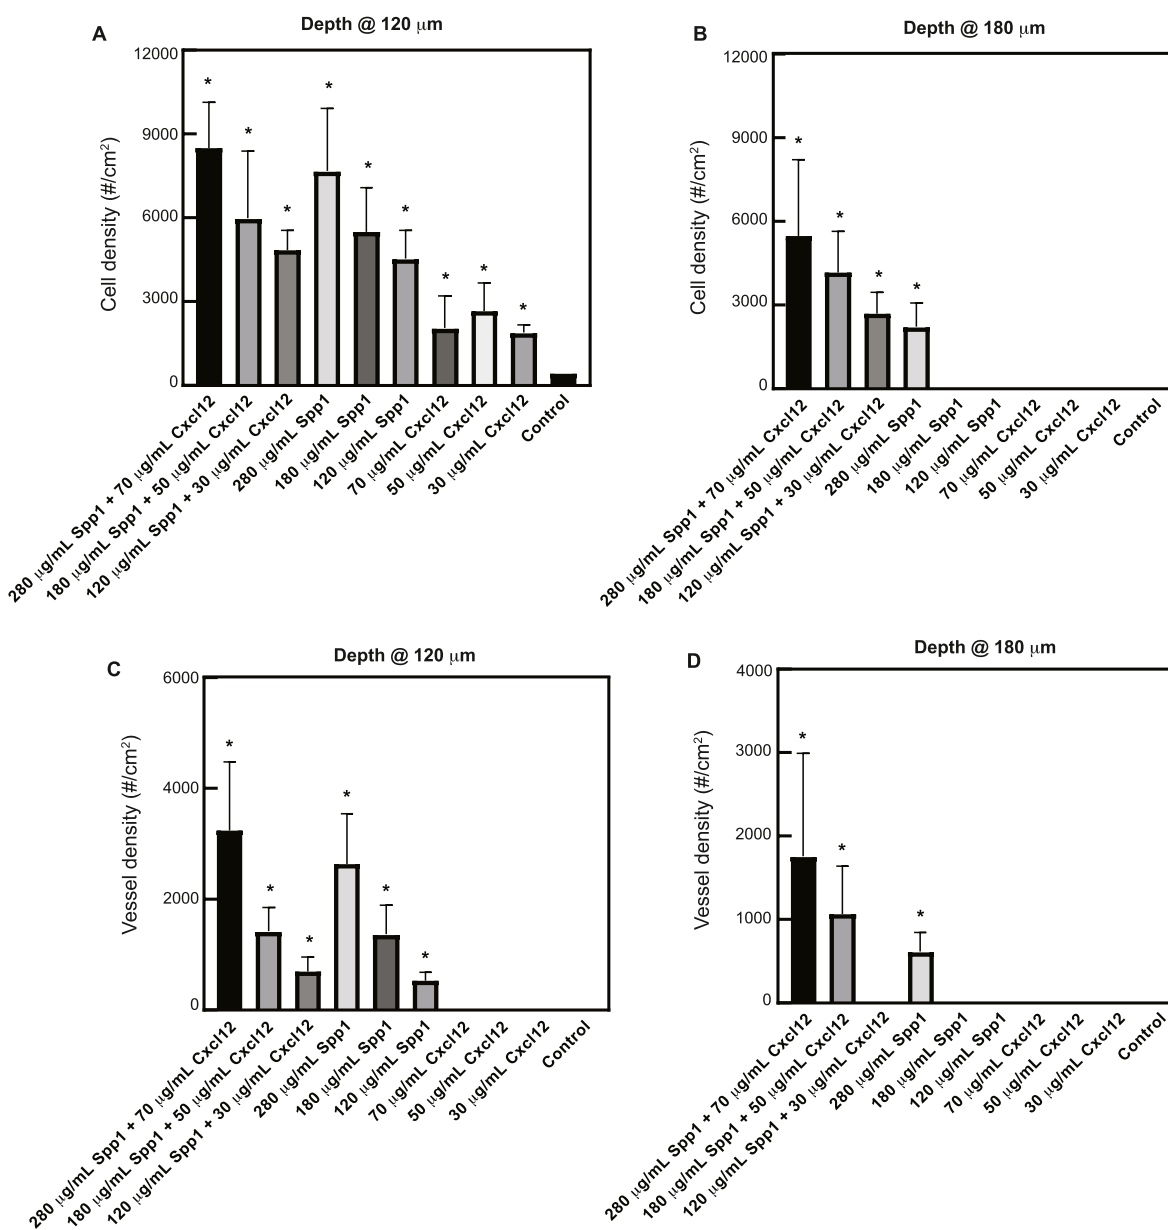 A
Depth @ 120 μm
Cell density (#/cm²)
12000
9000
6000
3000
0
*
*
*
*
*
*
*
*
*
280 μg/mL Spp1 + 70 μg/mL Cxcl12
180 μg/mL Spp1 + 50 μg/mL Cxcl12
120 μg/mL Spp1 + 30 μg/mL Cxcl12
280 μg/mL Spp1
180 μg/mL Spp1
120 μg/mL Spp1
70 μg/mL Cxcl12
50 μg/mL Cxcl12
30 μg/mL Cxcl12
Control
B
Depth @ 180 μm
Cell density (#/cm²)
12000
9000
6000
3000
0
*
*
*
*
280 μg/mL Spp1 + 70 μg/mL Cxcl12
180 μg/mL Spp1 + 50 μg/mL Cxcl12
120 μg/mL Spp1 + 30 μg/mL Cxcl12
280 μg/mL Spp1
180 μg/mL Spp1
120 μg/mL Spp1
70 μg/mL Cxcl12
50 μg/mL Cxcl12
30 μg/mL Cxcl12
Control
C
Depth @ 120 μm
Vessel density (#/cm²)
6000
4000
2000
0
*
*
*
*
*
*
280 μg/mL Spp1 + 70 μg/mL Cxcl12
180 μg/mL Spp1 + 50 μg/mL Cxcl12
120 μg/mL Spp1 + 30 μg/mL Cxcl12
280 μg/mL Spp1
180 μg/mL Spp1
120 μg/mL Spp1
70 μg/mL Cxcl12
50 μg/mL Cxcl12
30 μg/mL Cxcl12
Control
D
Depth @ 180 μm
Vessel density (#/cm²)
4000
3000
2000
1000
0
*
*
*
280 μg/mL Spp1 + 70 μg/mL Cxcl12
180 μg/mL Spp1 + 50 μg/mL Cxcl12
120 μg/mL Spp1 + 30 μg/mL Cxcl12
280 μg/mL Spp1
180 μg/mL Spp1
120 μg/mL Spp1
70 μg/mL Cxcl12
50 μg/mL Cxcl12
30 μg/mL Cxcl12
Control